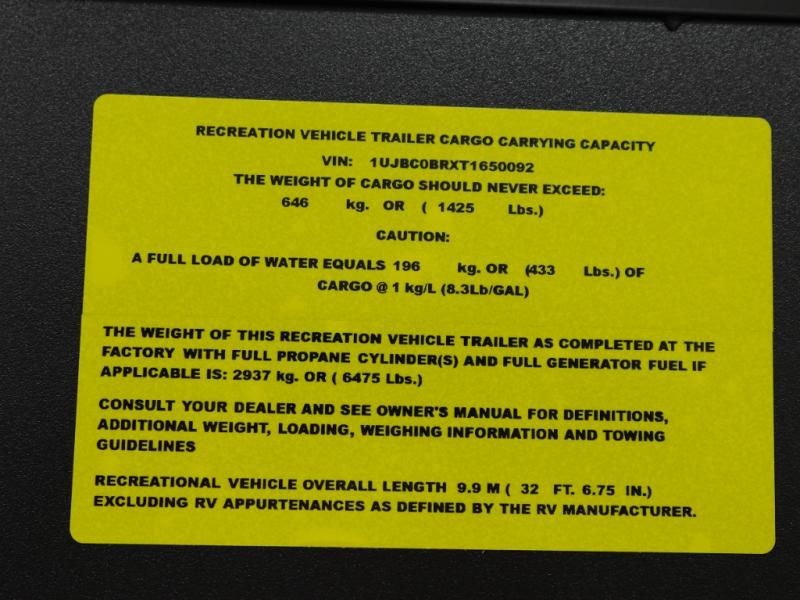 RECREATION VEHICLE TRAILER CARGO CARRYING CAPACITY
VIN: 1UJBC0BRXT1650092
THE WEIGHT OF CARGO SHOULD NEVER EXCEED:
646 kg. OR ( 1425 Lbs.)
CAUTION:
A FULL LOAD OF WATER EQUALS 196 kg. OR (433 Lbs.) OF
CARGO @ 1 kg/L (8.3Lb/GAL)
THE WEIGHT OF THIS RECREATION VEHICLE TRAILER AS COMPLETED AT THE
FACTORY WITH FULL PROPANE CYLINDER(S) AND FULL GENERATOR FUEL IF
APPLICABLE IS: 2937 kg. OR ( 6475 Lbs.)
CONSULT YOUR DEALER AND SEE OWNER'S MANUAL FOR DEFINITIONS,
ADDITIONAL WEIGHT, LOADING, WEIGHING INFORMATION AND TOWING
GUIDELINES
RECREATIONAL VEHICLE OVERALL LENGTH 9.9 M ( 32 FT. 6.75 IN.)
EXCLUDING RV APPURTENANCES AS DEFINED BY THE RV MANUFACTURER.